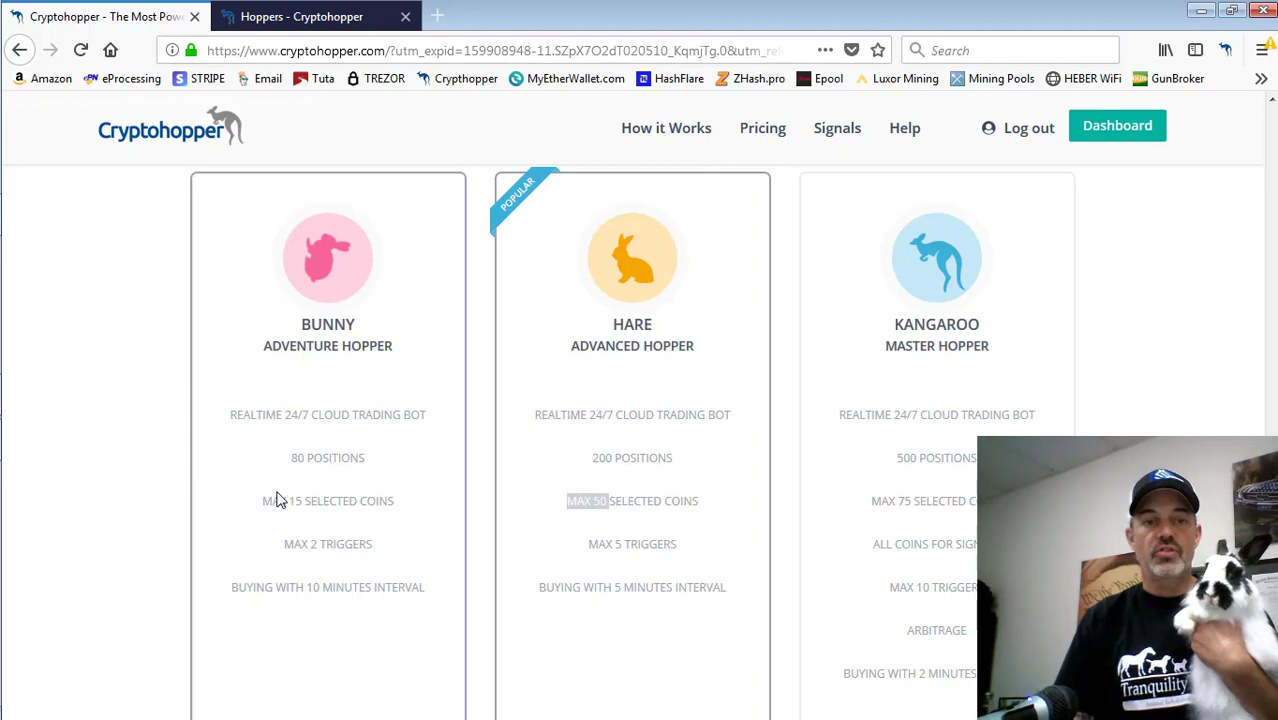 Cryptohopper - The Most Pow
Hoppers - Cryptohopper
https://www.cryptohopper.com/?utm_expid=159908948-11.SZpX7O2dT020510_KqmjTg.0&utm_re
Search
Amazon eProcessing STRIPE Email Tuta TREZOR Crypthopper MyEtherWallet.com HashFlare ZHash.pro Epool Luxor Mining Mining Pools HEBER WiFi GunBroker
Cryptohopper
How it Works Pricing Signals Help Log out Dashboard
POPULAR
BUNNY
ADVENTURE HOPPER
REALTIME 24/7 CLOUD TRADING BOT
80 POSITIONS
MAX 15 SELECTED COINS
MAX 2 TRIGGERS
BUYING WITH 10 MINUTES INTERVAL
HARE
ADVANCED HOPPER
REALTIME 24/7 CLOUD TRADING BOT
200 POSITIONS
MAX 50 SELECTED COINS
MAX 5 TRIGGERS
BUYING WITH 5 MINUTES INTERVAL
KANGAROO
MASTER HOPPER
REALTIME 24/7 CLOUD TRADING BOT
500 POSITIONS
MAX 75 SELECTED C
ALL COINS FOR SIGN
MAX 10 TRIGGER
ARBITRAGE
BUYING WITH 2 MINUTES
We the People
Tranquility